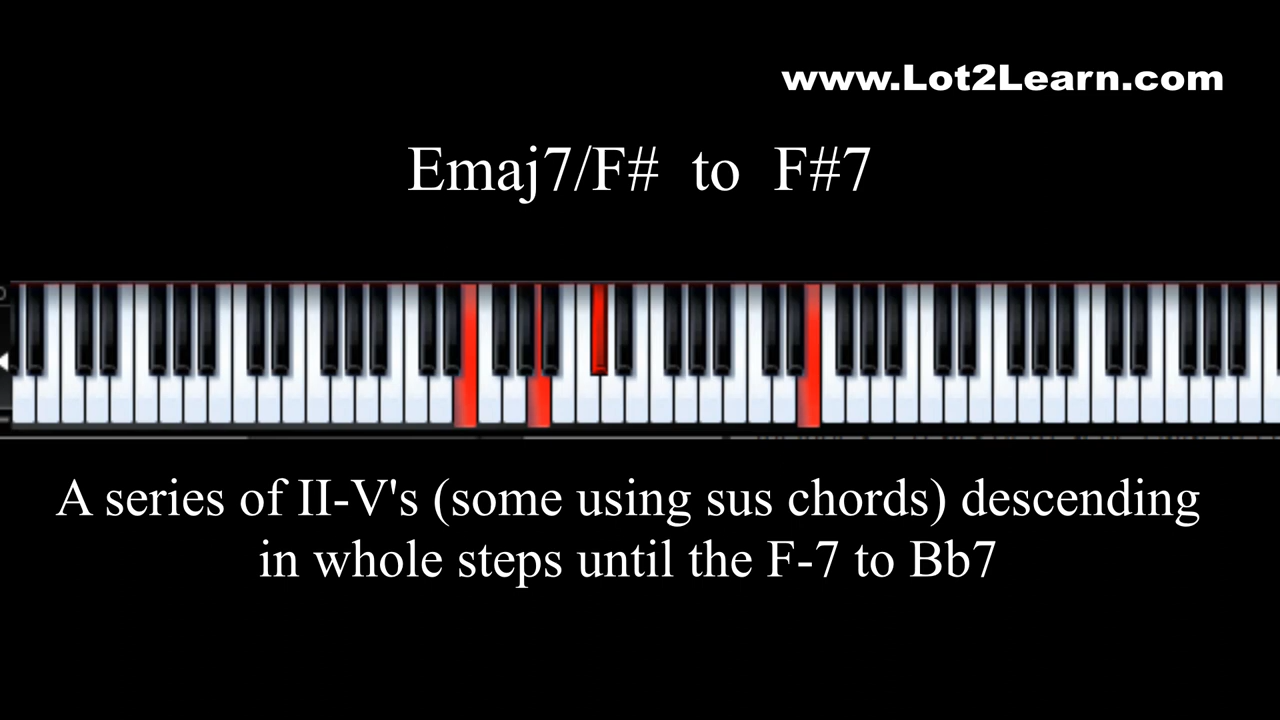 www.Lot2Learn.com
Emaj7/F# to F#7
A series of II-V's (some using sus chords) descending
in whole steps until the F-7 to Bb7